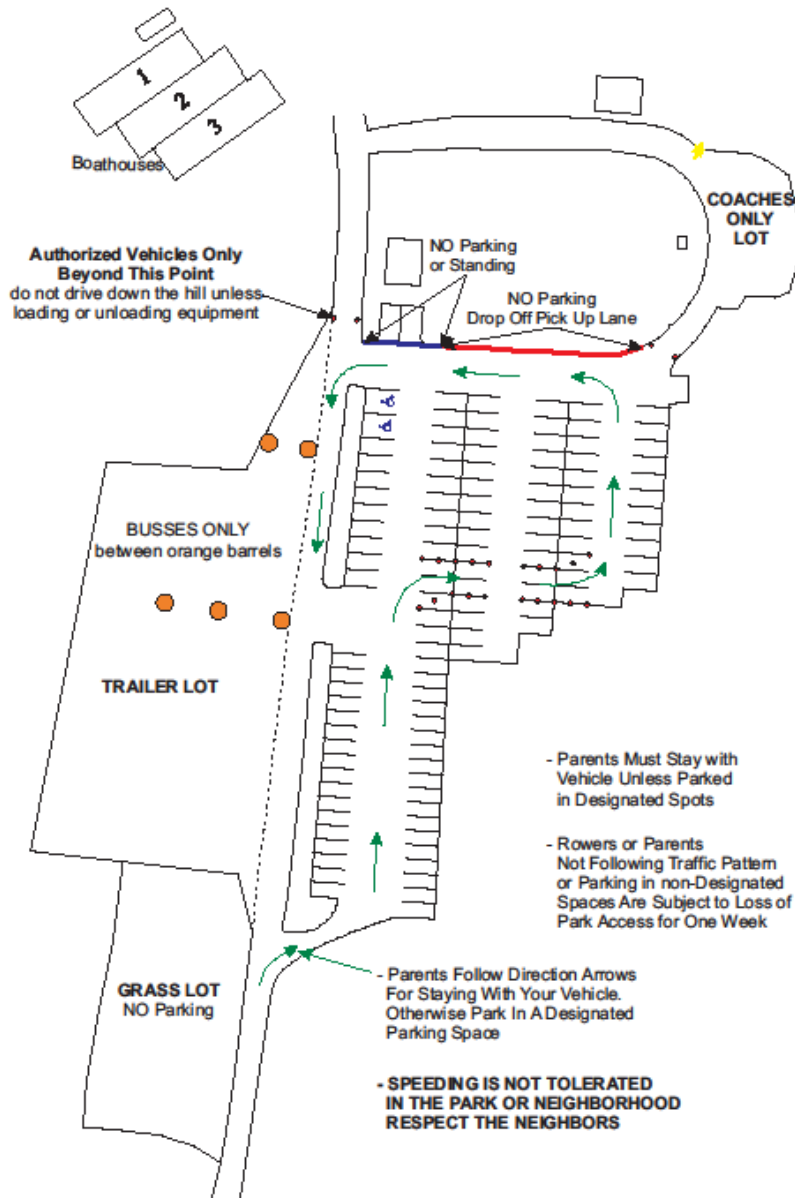 1
2
3
Boathouses
COACHES
ONLY
LOT
Authorized Vehicles Only
Beyond This Point
do not drive down the hill unless
loading or unloading equipment
NO Parking
or Standing
NO Parking
Drop Off Pick Up Lane
BUSSES ONLY
between orange barrels
TRAILER LOT
- Parents Must Stay with
Vehicle Unless Parked
in Designated Spots
- Rowers or Parents
Not Following Traffic Pattern
or Parking in non-Designated
Spaces Are Subject to Loss of
Park Access for One Week
GRASS LOT
NO Parking
- Parents Follow Direction Arrows
For Staying With Your Vehicle.
Otherwise Park In A Designated
Parking Space
- SPEEDING IS NOT TOLERATED
IN THE PARK OR NEIGHBORHOOD
RESPECT THE NEIGHBORS